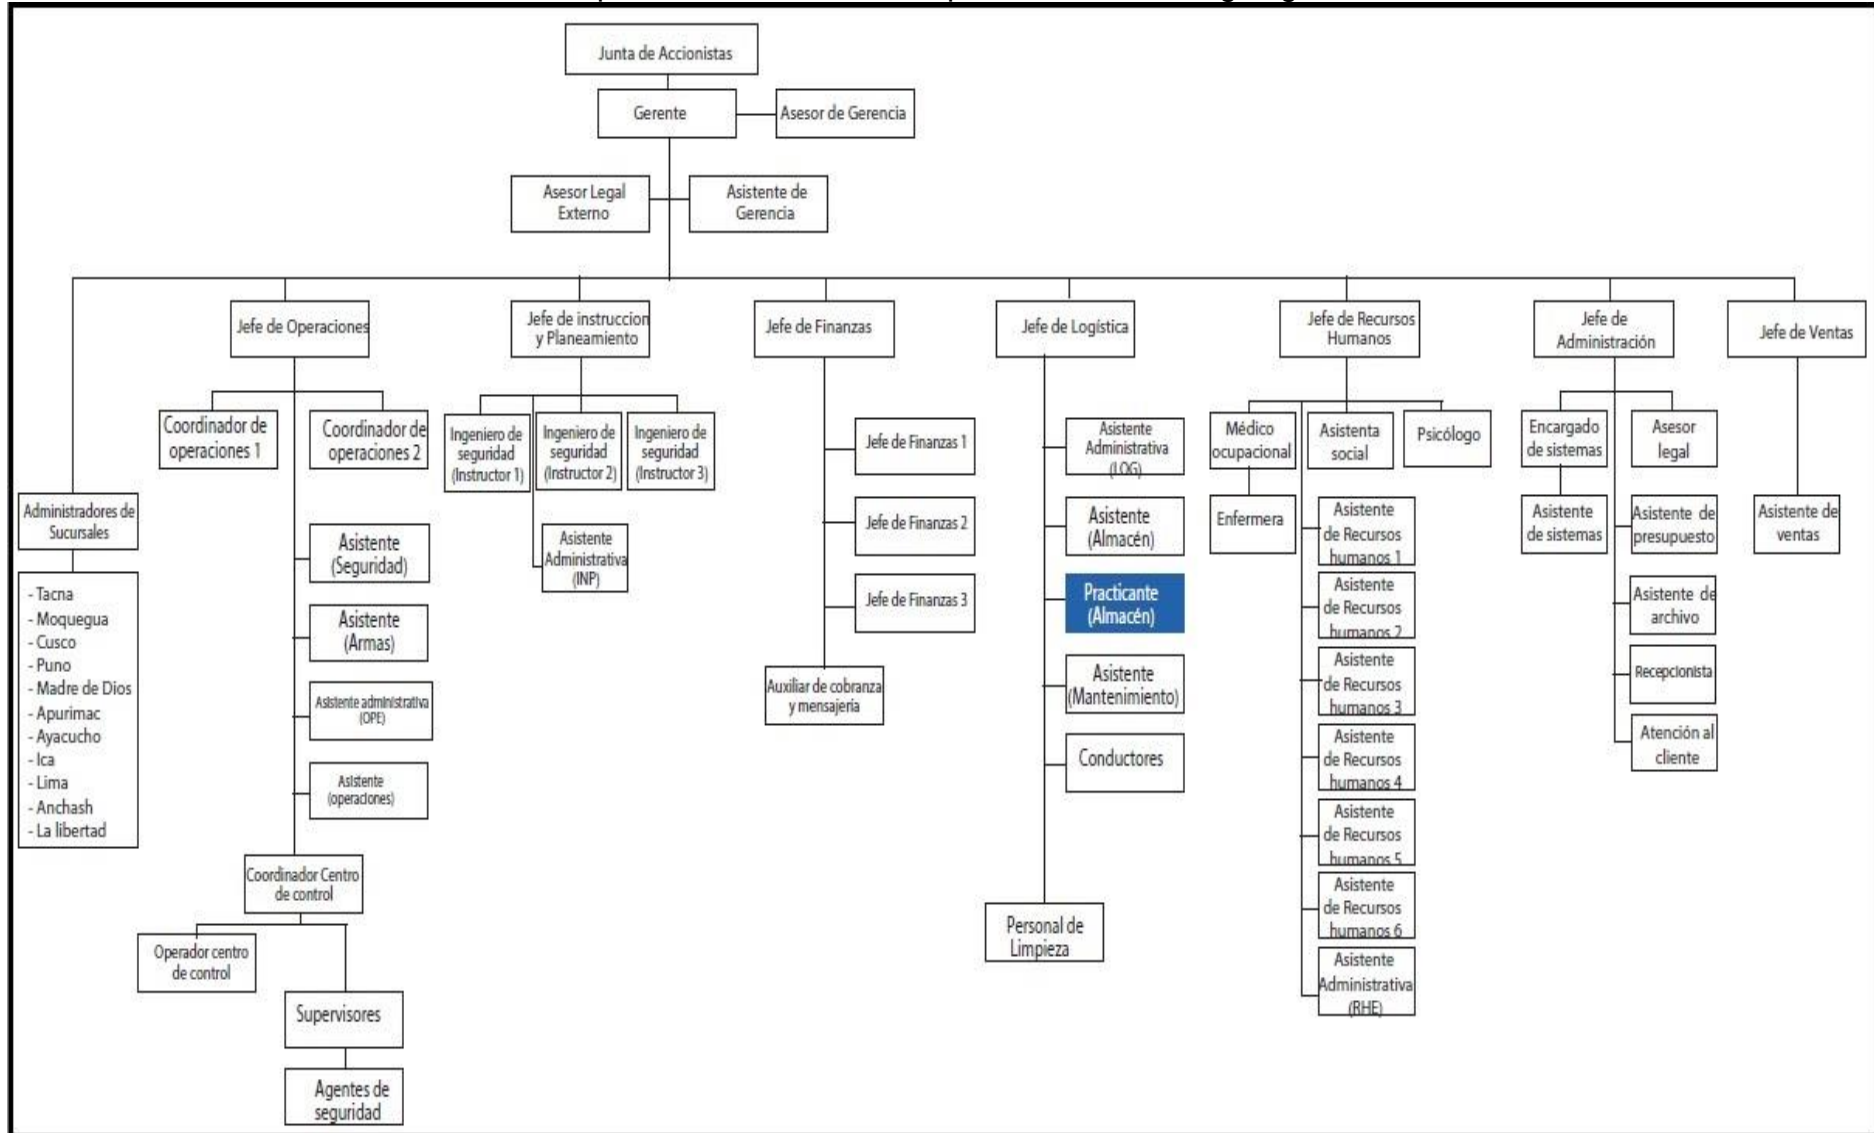 Junta de Accionistas
Gerente
Asesor de Gerencia
Asesor Legal
Externo
Asistente de
Gerencia
Jefe de Operaciones
Jefe de instruccion
y Planeamiento
Jefe de Finanzas
Jefe de Logística
Jefe de Recursos
Humanos
Jefe de
Administración
Jefe de Ventas
Administradores de
Sucursales
- Tacna
- Moquegua
- Cusco
- Puno
- Madre de Dios
- Apurimac
- Ayacucho
- Ica
- Lima
- Anchash
- La libertad
Coordinador de
operaciones 1
Coordinador de
operaciones 2
Asistente
(Seguridad)
Asistente
(Armas)
Asistente administrativa
(OPE)
Asistente
(operaciones)
Coordinador Centro
de control
Operador centro
de control
Supervisores
Agentes de
seguridad
Ingeniero de
seguridad
(Instructor 1)
Ingeniero de
seguridad
(Instructor 2)
Ingeniero de
seguridad
(Instructor 3)
Asistente
Administrativa
(INP)
Jefe de Finanzas 1
Jefe de Finanzas 2
Jefe de Finanzas 3
Auxiliar de cobranza
y mensajería
Asistente
Administrativa
(LOG)
Asistente
(Almacén)
Practicante
(Almacén)
Asistente
(Mantenimiento)
Conductores
Personal de
Limpieza
Médico
ocupacional
Asistenta
social
Psicólogo
Enfermera
Asistente
de Recursos
humanos 1
Asistente
de Recursos
humanos 2
Asistente
de Recursos
humanos 3
Asistente
de Recursos
humanos 4
Asistente
de Recursos
humanos 5
Asistente
de Recursos
humanos 6
Asistente
Administrativa
(RHE)
Encargado
de sistemas
Asesor
legal
Asistente
de sistemas
Asistente de
presupuesto
Asistente de
archivo
Recepcionista
Atención al
cliente
Asistente de
ventas